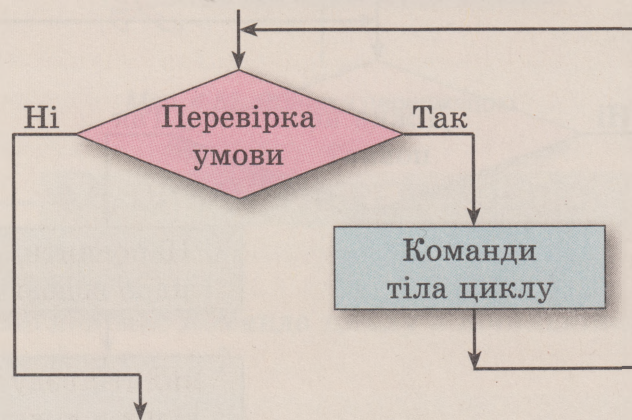 Ні
Перевірка
умови
Так
Команди
тіла циклу